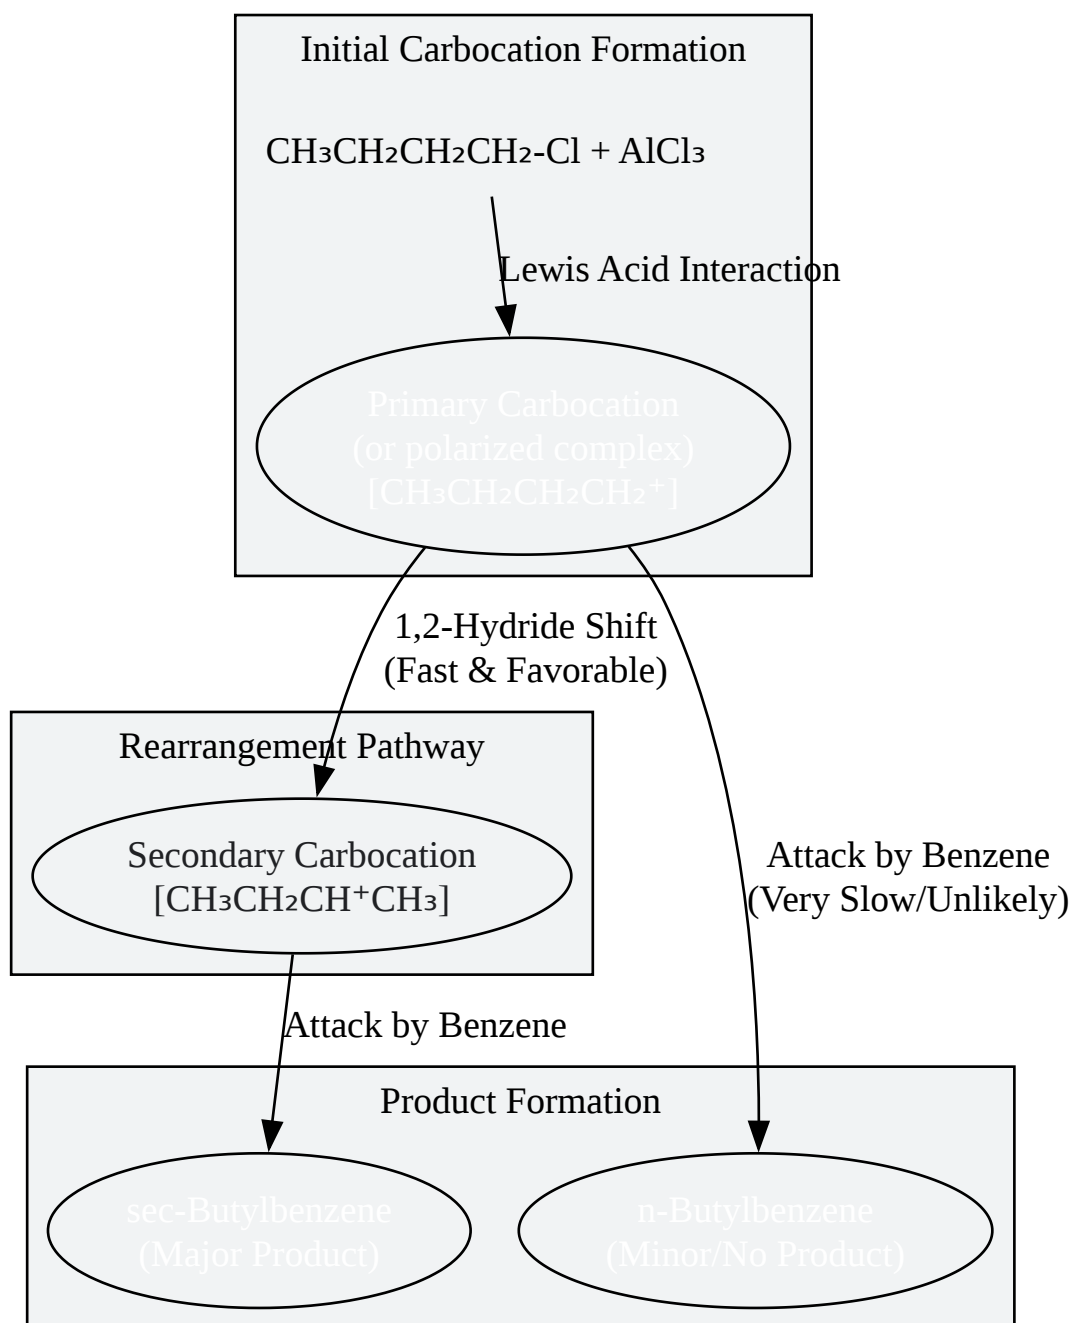 Initial Carbocation Formation
CH₃CH₂CH₂CH₂-Cl + AlCl₃
Lewis Acid Interaction
Primary Carbocation
(or polarized complex)
[CH₃CH₂CH₂CH₂⁺]
1,2-Hydride Shift
(Fast & Favorable)
Rearrangement Pathway
Secondary Carbocation
[CH₃CH₂CH⁺CH₃]
Attack by Benzene
(Very Slow/Unlikely)
Attack by Benzene
Product Formation
sec-Butylbenzene
(Major Product)
n-Butylbenzene
(Minor/No Product)